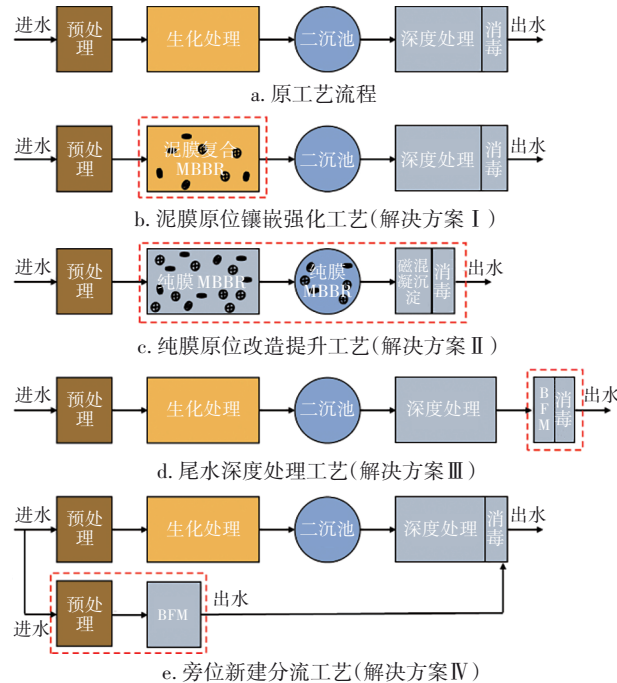 进水 预处理 生化处理 二沉池 深度处理 消毒 出水
a. 原工艺流程
进水 预处理 泥膜复合MBBR 二沉池 深度处理 消毒 出水
b. 泥膜原位镶嵌强化工艺(解决方案Ⅰ)
进水 预处理 纯膜MBBR 纯膜MBBR 磁混凝沉淀 消毒 出水
c. 纯膜原位改造提升工艺(解决方案Ⅱ)
进水 预处理 生化处理 二沉池 深度处理 BFM 消毒 出水
d. 尾水深度处理工艺(解决方案Ⅲ)
进水 预处理 生化处理 二沉池 深度处理 消毒 出水
进水 预处理 BFM 出水
e. 旁位新建分流工艺(解决方案Ⅳ)